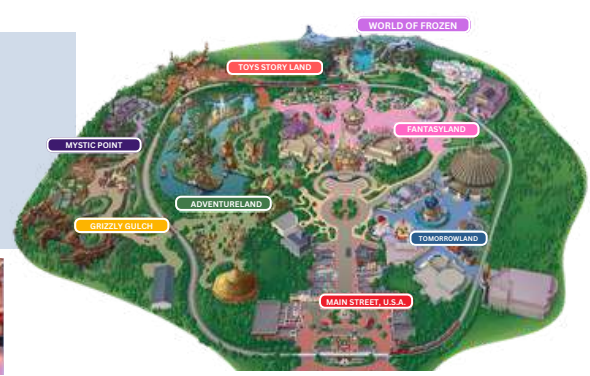 WORLD OF FROZEN
TOYS STORY LAND
FANTASYLAND
MYSTIC POINT
ADVENTURELAND
GRIZZLY GULCH
TOMORROWLAND
MAIN STREET, U.S.A.